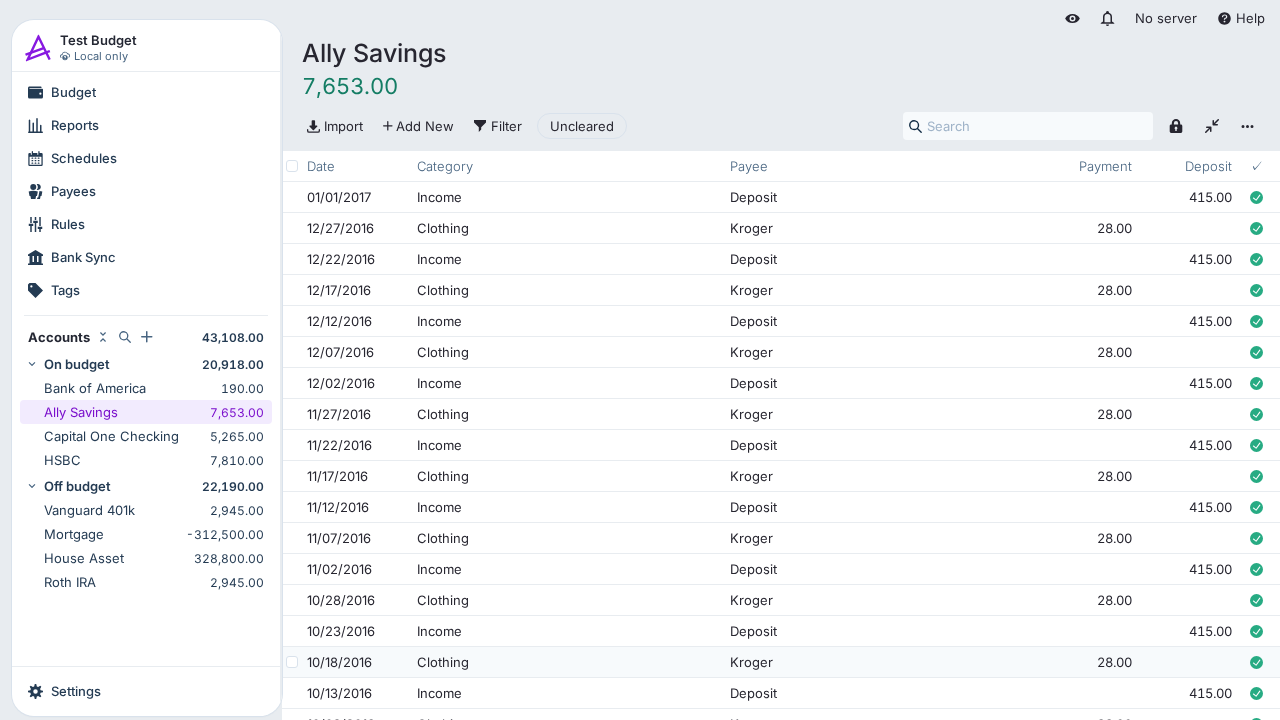 Test Budget
Local only
Budget
Reports
Schedules
Payees
Rules
Bank Sync
Tags
Accounts 43,108.00
On budget 20,918.00
Bank of America 190.00
Ally Savings 7,653.00
Capital One Checking 5,265.00
HSBC 7,810.00
Off budget 22,190.00
Vanguard 401k 2,945.00
Mortgage -312,500.00
House Asset 328,800.00
Roth IRA 2,945.00
Settings
No server
Help
Ally Savings
7,653.00
Import
Add New
Filter
Uncleared
Search
Date Category Payee Payment Deposit ✓
01/01/2017 Income Deposit 415.00
12/27/2016 Clothing Kroger 28.00
12/22/2016 Income Deposit 415.00
12/17/2016 Clothing Kroger 28.00
12/12/2016 Income Deposit 415.00
12/07/2016 Clothing Kroger 28.00
12/02/2016 Income Deposit 415.00
11/27/2016 Clothing Kroger 28.00
11/22/2016 Income Deposit 415.00
11/17/2016 Clothing Kroger 28.00
11/12/2016 Income Deposit 415.00
11/07/2016 Clothing Kroger 28.00
11/02/2016 Income Deposit 415.00
10/28/2016 Clothing Kroger 28.00
10/23/2016 Income Deposit 415.00
10/18/2016 Clothing Kroger 28.00
10/13/2016 Income Deposit 415.00